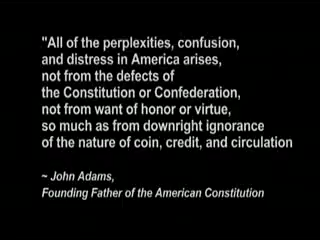 "All of the perplexities, confusion,
and distress in America arises,
not from the defects of
the Constitution or Confederation,
not from want of honor or virtue,
so much as from downright ignorance
of the nature of coin, credit, and circulation
~ John Adams,
Founding Father of the American Constitution